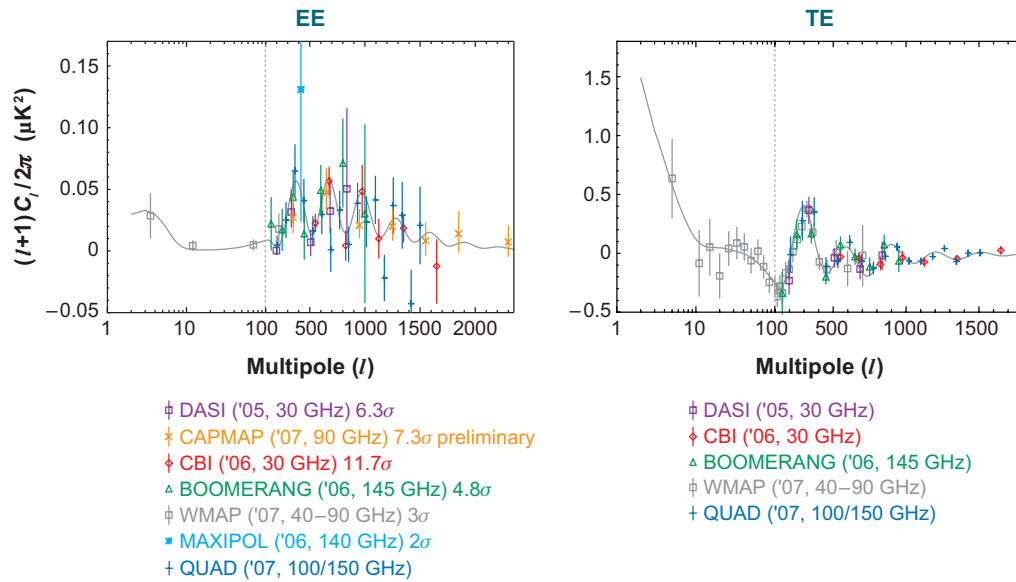 EE
TE
(l+1)C_l/2π (μK²)
0.15
0.10
0.05
0
−0.05
1
10
100
500
1000
1500
2000
Multipole (l)
1.5
1.0
0.5
0.0
−0.5
1
10
100
500
1000
1500
Multipole (l)
DASI ('05, 30 GHz) 6.3σ
CAPMAP ('07, 90 GHz) 7.3σ preliminary
CBI ('06, 30 GHz) 11.7σ
BOOMERANG ('06, 145 GHz) 4.8σ
WMAP ('07, 40–90 GHz) 3σ
MAXIPOL ('06, 140 GHz) 2σ
QUAD ('07, 100/150 GHz)
DASI ('05, 30 GHz)
CBI ('06, 30 GHz)
BOOMERANG ('06, 145 GHz)
WMAP ('07, 40–90 GHz)
QUAD ('07, 100/150 GHz)